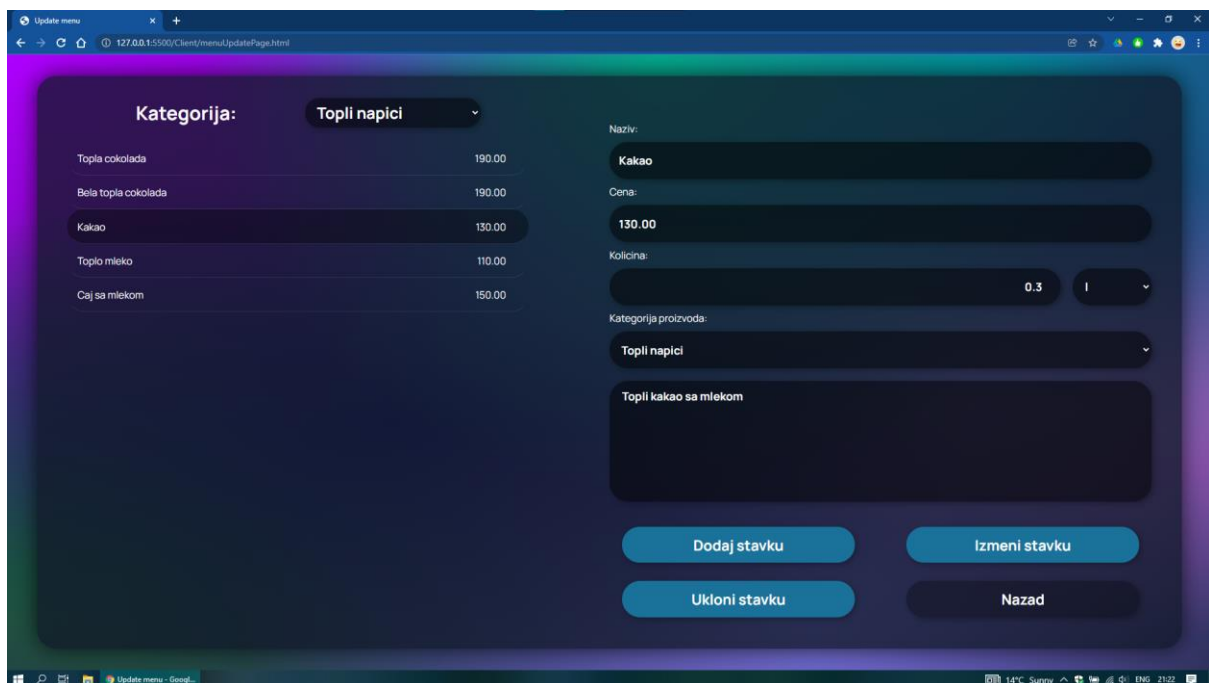 Update menu
127.0.0.1:5500/Client/menuUpdatePage.html
Kategorija:
Topli napici
Topla cokolada 190.00
Bela topla cokolada 190.00
Kakao 130.00
Toplo mleko 110.00
Caj sa mlekom 150.00
Naziv:
Kakao
Cena:
130.00
Kolicina:
0.3 l
Kategorija proizvoda:
Topli napici
Topli kakao sa mlekom
Dodaj stavku
Izmeni stavku
Ukloni stavku
Nazad
Update menu - Googl...
14°C Sunny ENG 21:22